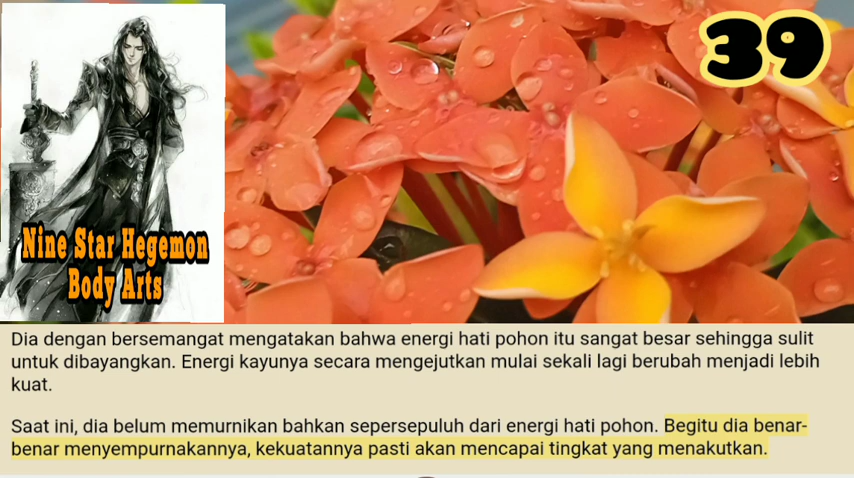 39
Nine Star Hegemon
Body Arts
Dia dengan bersemangat mengatakan bahwa energi hati pohon itu sangat besar sehingga sulit
untuk dibayangkan. Energi kayunya secara mengejutkan mulai sekali lagi berubah menjadi lebih
kuat.
Saat ini, dia belum memurnikan bahkan sepersepuluh dari energi hati pohon. Begitu dia benar-
benar menyempurnakannya, kekuatannya pasti akan mencapai tingkat yang menakutkan.